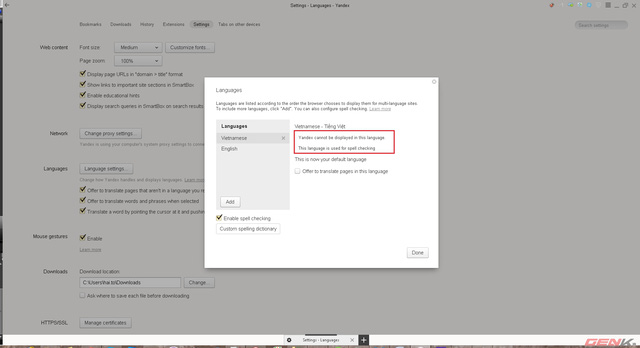 Settings - Languages - Yandex
Bookmarks Downloads History Extensions Settings Tabs on other devices
Search settings
Web content Font size Medium Customize fonts...
Page zoom 100%
Display page URLs in "domain + title" format
Show links to important site sections in SmartBox
Enable educational hints
Display search queries in SmartBox on search results
Network Change proxy settings...
Yandex is using your computer's system proxy settings to conne
Languages Language settings...
Change how Yandex handles and displays languages. Learn mo
Offer to translate pages that aren't in a language you re
Offer to translate words and phrases when selected
Translate a word by pointing the cursor at it and pushin
Mouse gestures Enable
Learn more
Downloads Download location:
Change...
Ask where to save each file before downloading
HTTPS/SSL Manage certificates
Languages
Languages are listed according to the order the browser chooses to display them for multi-language sites.
To include more languages, click "Add". You can also configure spell checking. Learn more
Languages
Vietnamese
English
Add
Vietnamese - Tiếng Việt
Yandex cannot be displayed in this language
This language is used for spell checking
This is now your default language
Offer to translate pages in this language
Enable spell checking
Custom spelling dictionary
Done
Settings - Languages
GENK